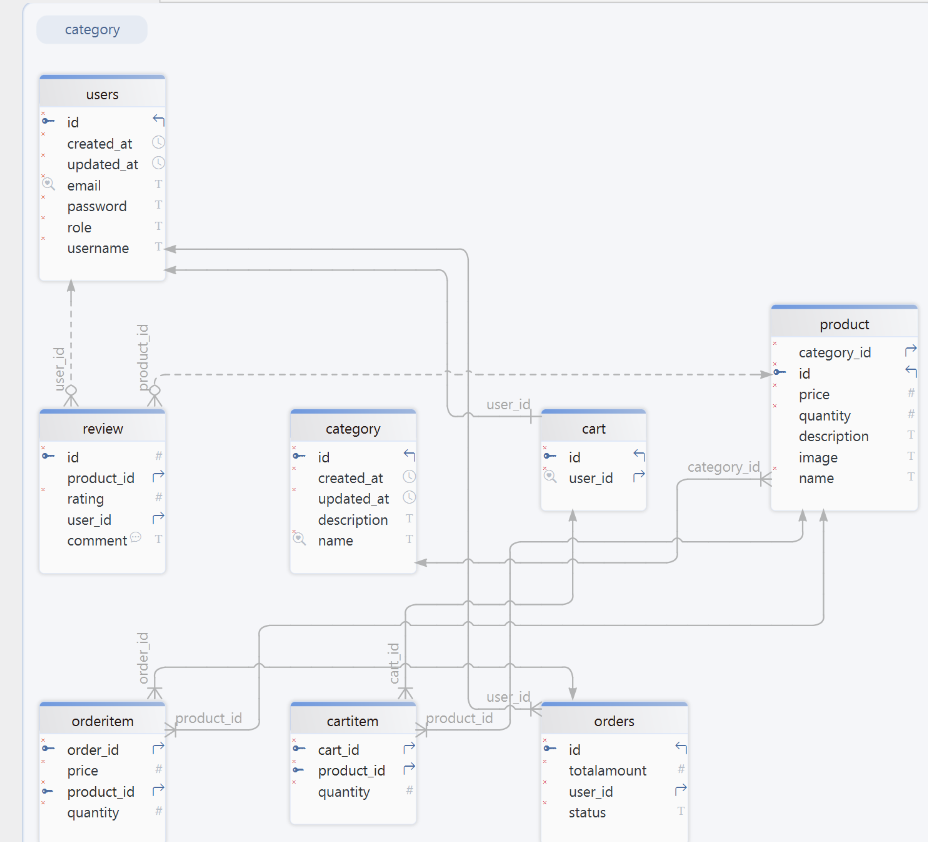 category
users
id
created_at
updated_at
email T
password T
role T
username T
user_id
product_id
product
category_id
id
price #
quantity #
description T
image T
name T
review
id #
product_id
rating #
user_id
comment T
category
id
created_at
updated_at
description T
name T
user_id
cart
id
user_id
category_id
order_id
cart_id
user_id
product_id
product_id
orderitem
order_id
price #
product_id
quantity #
cartitem
cart_id
product_id
quantity #
orders
id
totalamount #
user_id
status T